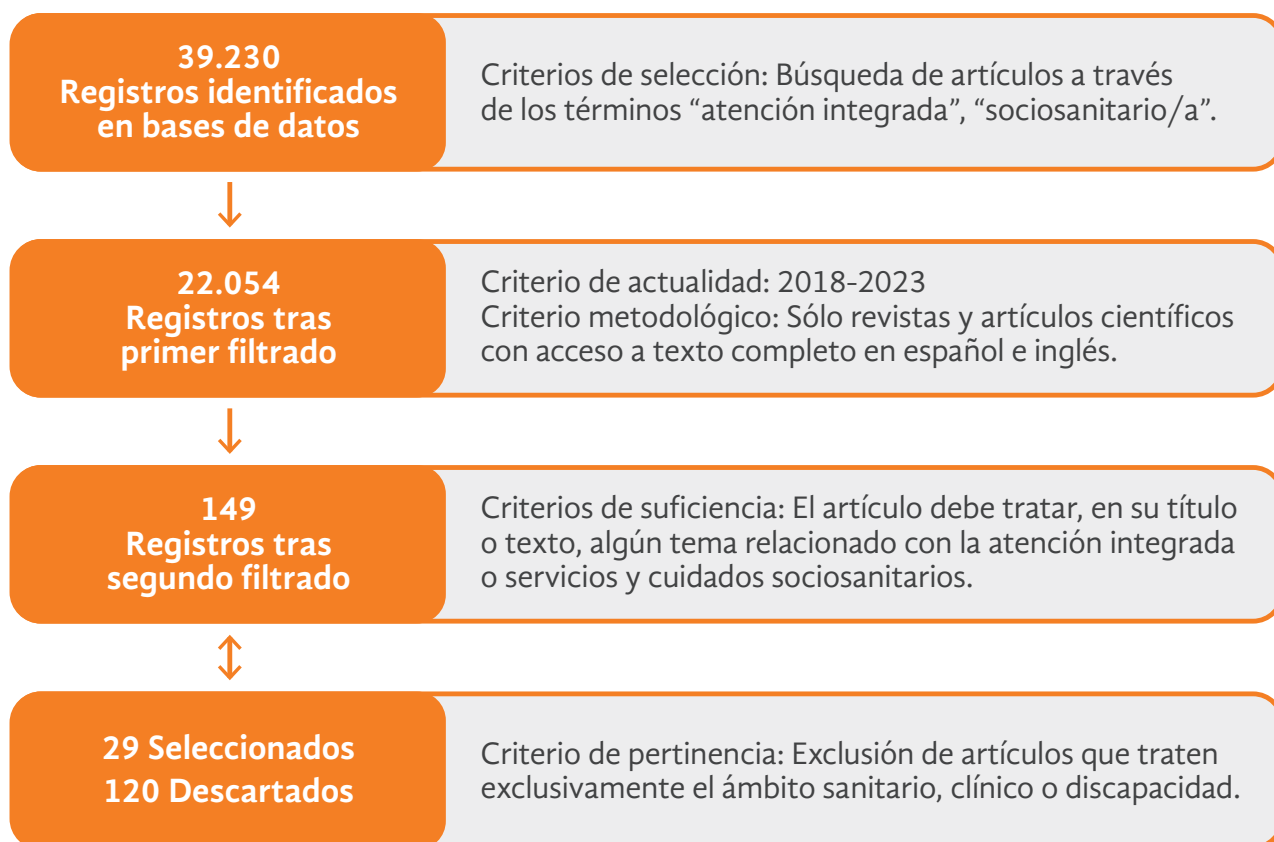 39.230
Registros identificados
en bases de datos
Criterios de selección: Búsqueda de artículos a través
de los términos “atención integrada”, “sociosanitario/a”.
22.054
Registros tras
primer filtrado
Criterio de actualidad: 2018-2023
Criterio metodológico: Sólo revistas y artículos científicos
con acceso a texto completo en español e inglés.
149
Registros tras
segundo filtrado
Criterios de suficiencia: El artículo debe tratar, en su título
o texto, algún tema relacionado con la atención integrada
o servicios y cuidados sociosanitarios.
29 Seleccionados
120 Descartados
Criterio de pertinencia: Exclusión de artículos que traten
exclusivamente el ámbito sanitario, clínico o discapacidad.